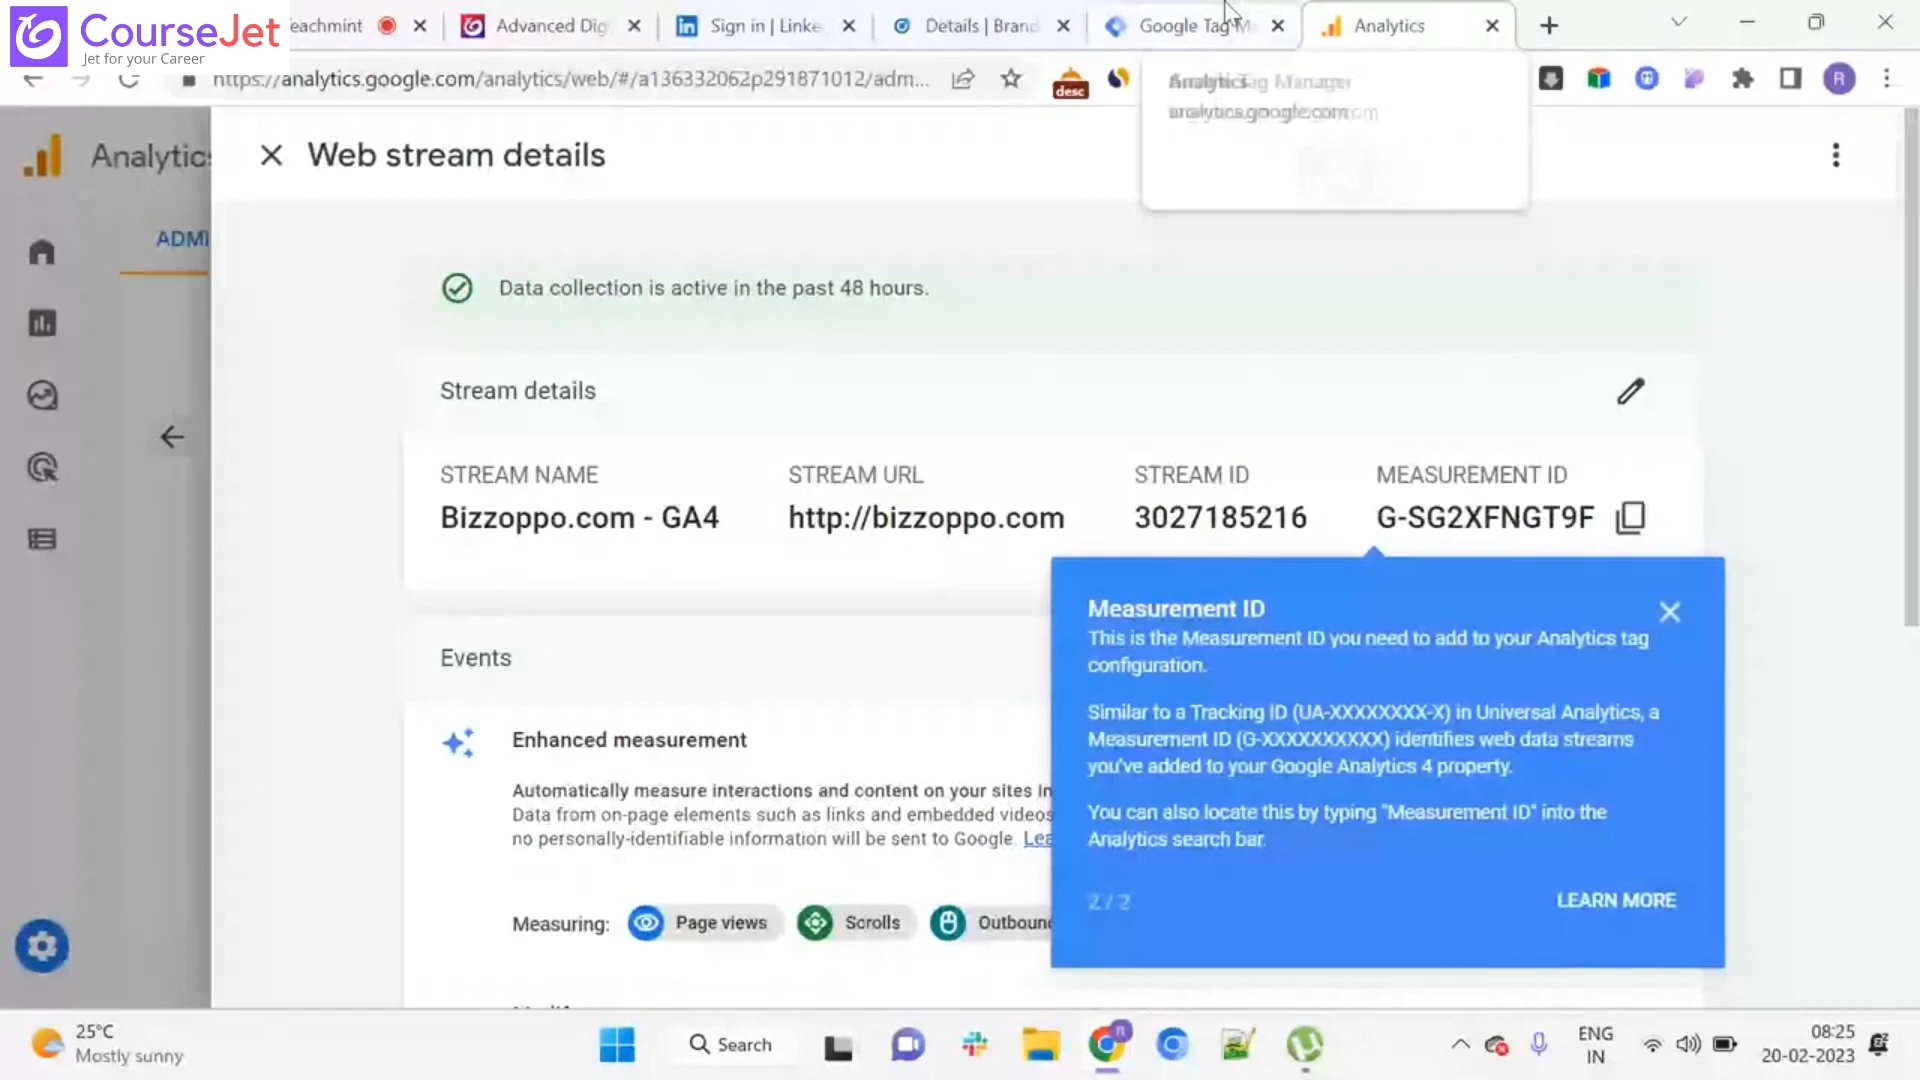 CourseJet
Jet for your Career
eachmint
Advanced Dig
Sign in | Linke
Details | Brand
Google Tag M
Analytics
https://analytics.google.com/analytics/web/#/a136332062p291871012/adm...
desc
R
Tag Manager
Analytics
Web stream details
ADMI
Data collection is active in the past 48 hours.
Stream details
STREAM NAME
STREAM URL
STREAM ID
MEASUREMENT ID
Bizzoppo.com - GA4
http://bizzoppo.com
3027185216
G-SG2XFNGT9F
Measurement ID
This is the Measurement ID you need to add to your Analytics tag
configuration.
Similar to a Tracking ID (UA-XXXXXXXX-X) in Universal Analytics, a
Measurement ID (G-XXXXXXXXXX) identifies web data streams
you've added to your Google Analytics 4 property.
You can also locate this by typing "Measurement ID" into the
Analytics search bar.
2 / 2
LEARN MORE
Events
Enhanced measurement
Automatically measure interactions and content on your sites in
Data from on-page elements such as links and embedded videos
no personally-identifiable information will be sent to Google. Lea
Measuring:
Page views
Scrolls
Outbound
25°C
Mostly sunny
Search
n
ENG
IN
08:25
20-02-2023